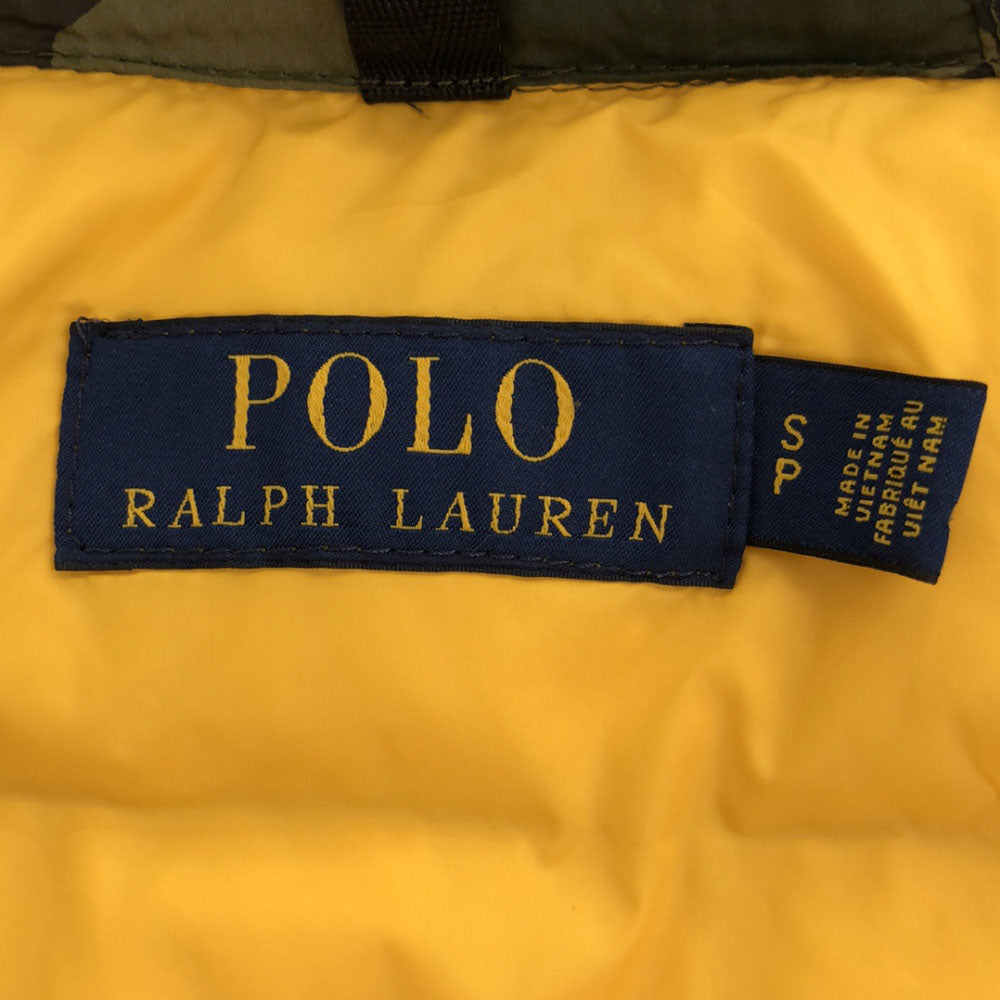 POLO
RALPH LAUREN
S
P
MADE IN
VIETNAM
FABRIQUÉ AU
VIÊT NAM